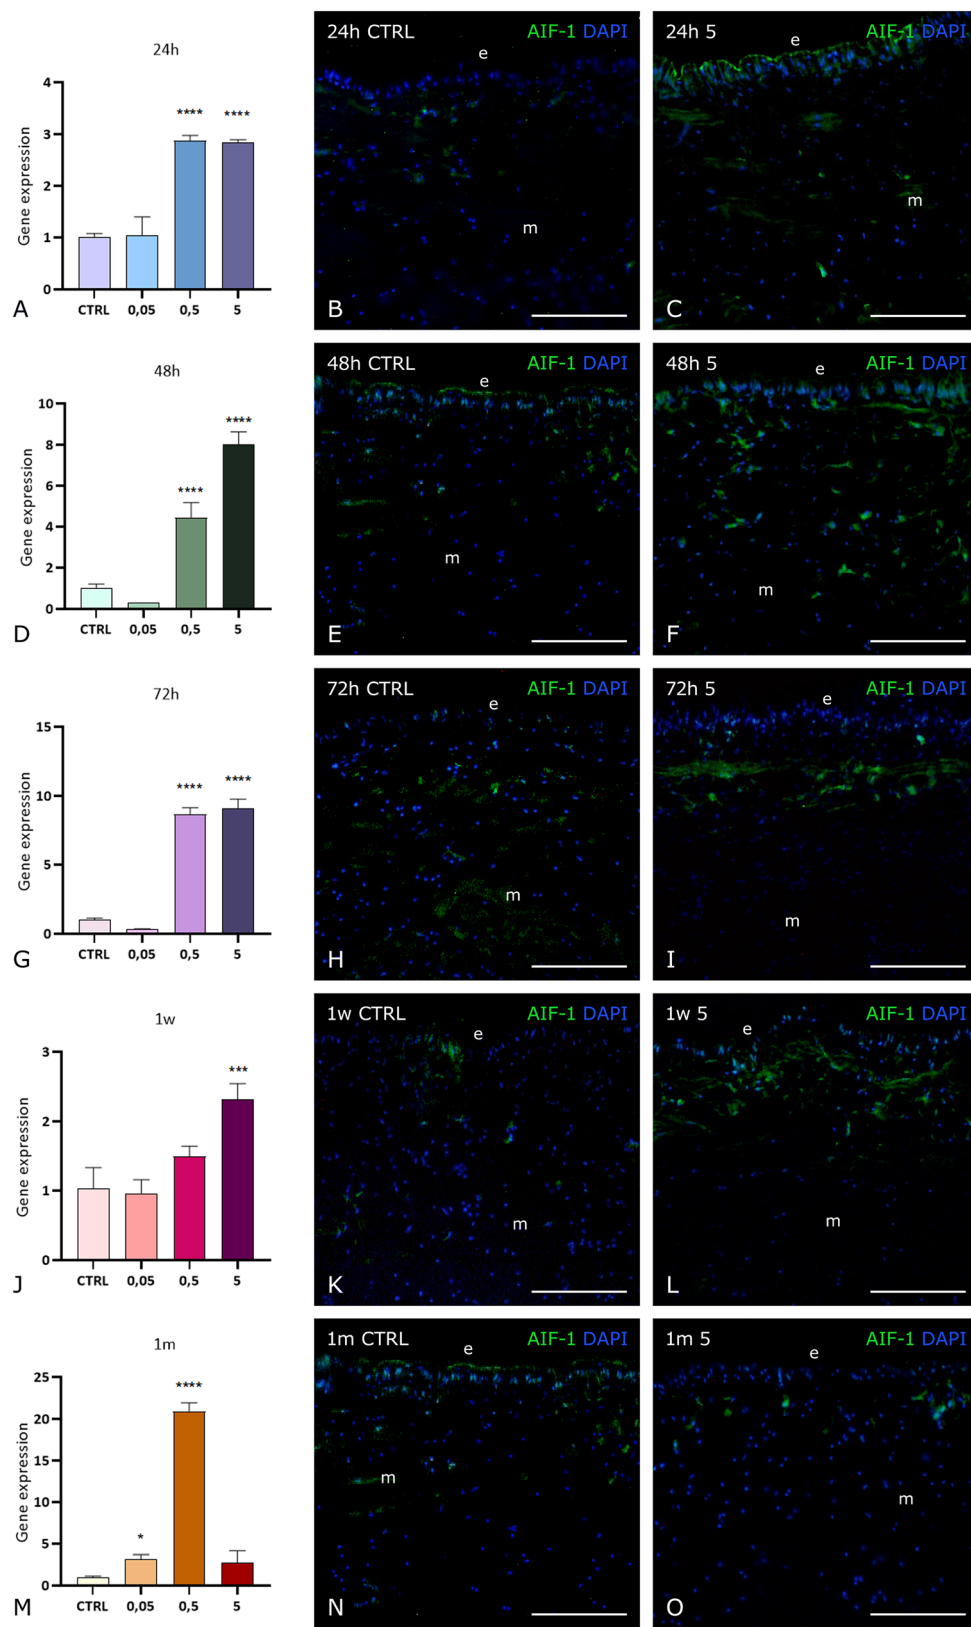 24h
4
3
2
1
0
Gene expression
****
****
CTRL
0,05
0,5
5
A
24h CTRL
AIF-1 DAPI
e
m
B
24h 5
AIF-1 DAPI
e
m
C
48h
10
8
6
4
2
0
Gene expression
****
****
CTRL
0,05
0,5
5
D
48h CTRL
AIF-1 DAPI
e
m
E
48h 5
AIF-1 DAPI
e
m
F
72h
15
10
5
0
Gene expression
****
****
CTRL
0,05
0,5
5
G
72h CTRL
AIF-1 DAPI
e
m
H
72h 5
AIF-1 DAPI
e
m
I
1w
3
2
1
0
Gene expression
***
CTRL
0,05
0,5
5
J
1w CTRL
AIF-1 DAPI
e
m
K
1w 5
AIF-1 DAPI
e
m
L
1m
25
20
15
10
5
0
Gene expression
*
****
CTRL
0,05
0,5
5
M
1m CTRL
AIF-1 DAPI
e
m
N
1m 5
AIF-1 DAPI
e
m
O